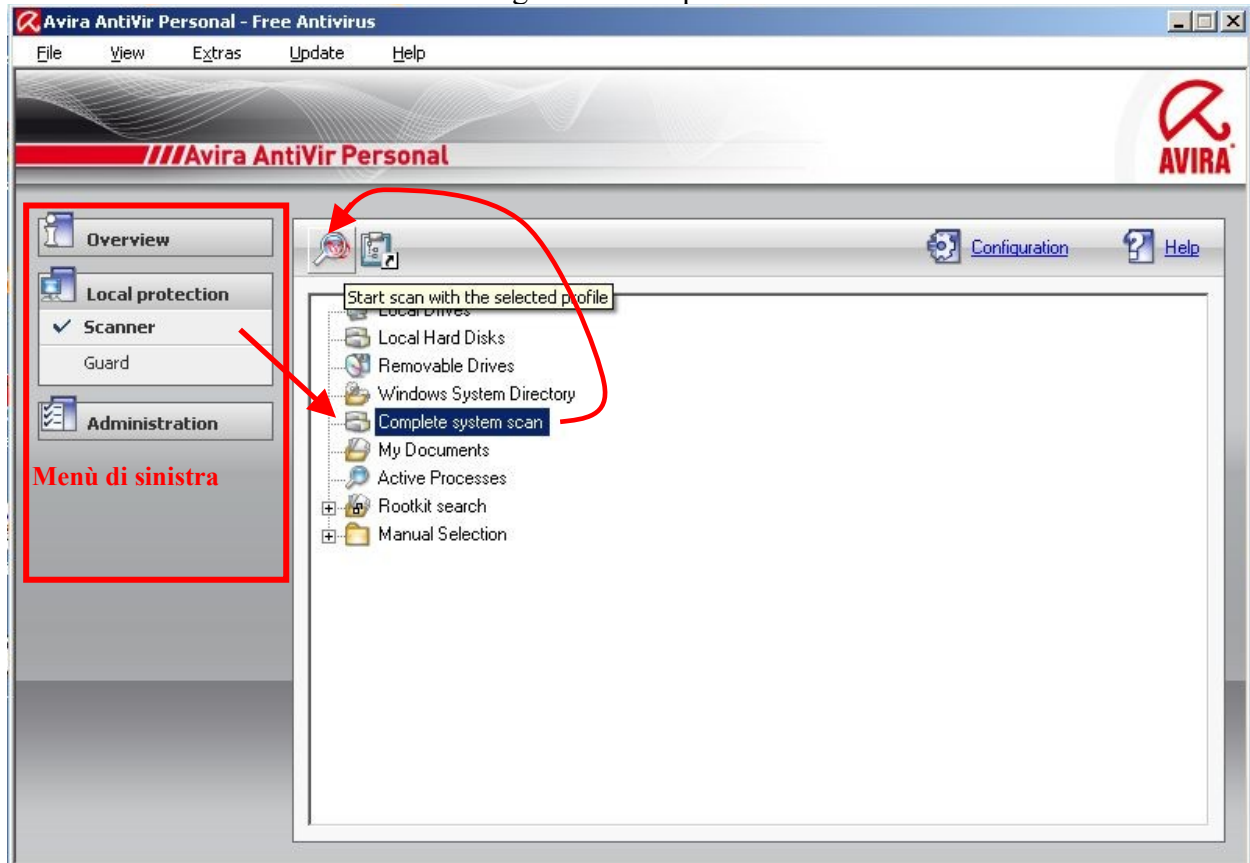 Avira AntiVir Personal - Free Antivirus
File View Extras Update Help
////Avira AntiVir Personal
AVIRA
Overview
Local protection
Scanner
Guard
Administration
Menù di sinistra
Configuration Help
Start scan with the selected profile
Local Drives
Local Hard Disks
Removable Drives
Windows System Directory
Complete system scan
My Documents
Active Processes
Rootkit search
Manual Selection